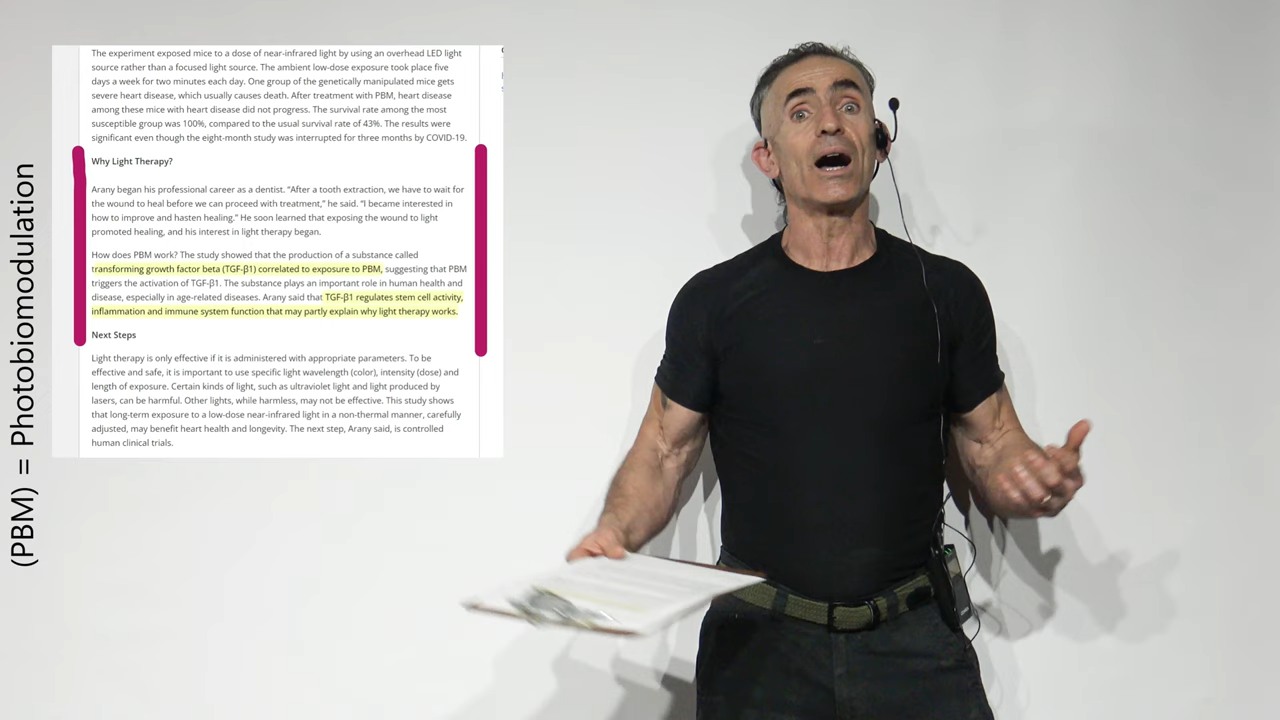 (PBM) = Photobiomodulation
The experiment exposed mice to a dose of near-infrared light by using an overhead LED light
source rather than a focused light source. The ambient low-dose exposure took place five
days a week for two minutes each day. One group of the genetically manipulated mice gets
severe heart disease, which usually causes death. After treatment with PBM, heart disease
among these mice with heart disease did not progress. The survival rate among the most
susceptible group was 100%, compared to the usual survival rate of 43%. The results were
significant even though the eight-month study was interrupted for three months by COVID-19.
Why Light Therapy?
Arany began his professional career as a dentist. “After a tooth extraction, we have to wait for
the wound to heal before we can proceed with treatment,” he said. “I became interested in
how to improve and hasten healing.” He soon learned that exposing the wound to light
promoted healing, and his interest in light therapy began.
How does PBM work? The study showed that the production of a substance called
transforming growth factor beta (TGF-β1) correlated to exposure to PBM, suggesting that PBM
triggers the activation of TGF-β1. The substance plays an important role in human health and
disease, especially in age-related diseases. Arany said that TGF-β1 regulates stem cell activity,
inflammation and immune system function that may partly explain why light therapy works.
Next Steps
Light therapy is only effective if it is administered with appropriate parameters. To be
effective and safe, it is important to use specific light wavelength (color), intensity (dose) and
length of exposure. Certain kinds of light, such as ultraviolet light and light produced by
lasers, can be harmful. Other lights, while harmless, may not be effective. This study shows
that long-term exposure to a low-dose near-infrared light in a non-thermal manner, carefully
adjusted, may benefit heart health and longevity. The next step, Arany said, is controlled
human clinical trials.